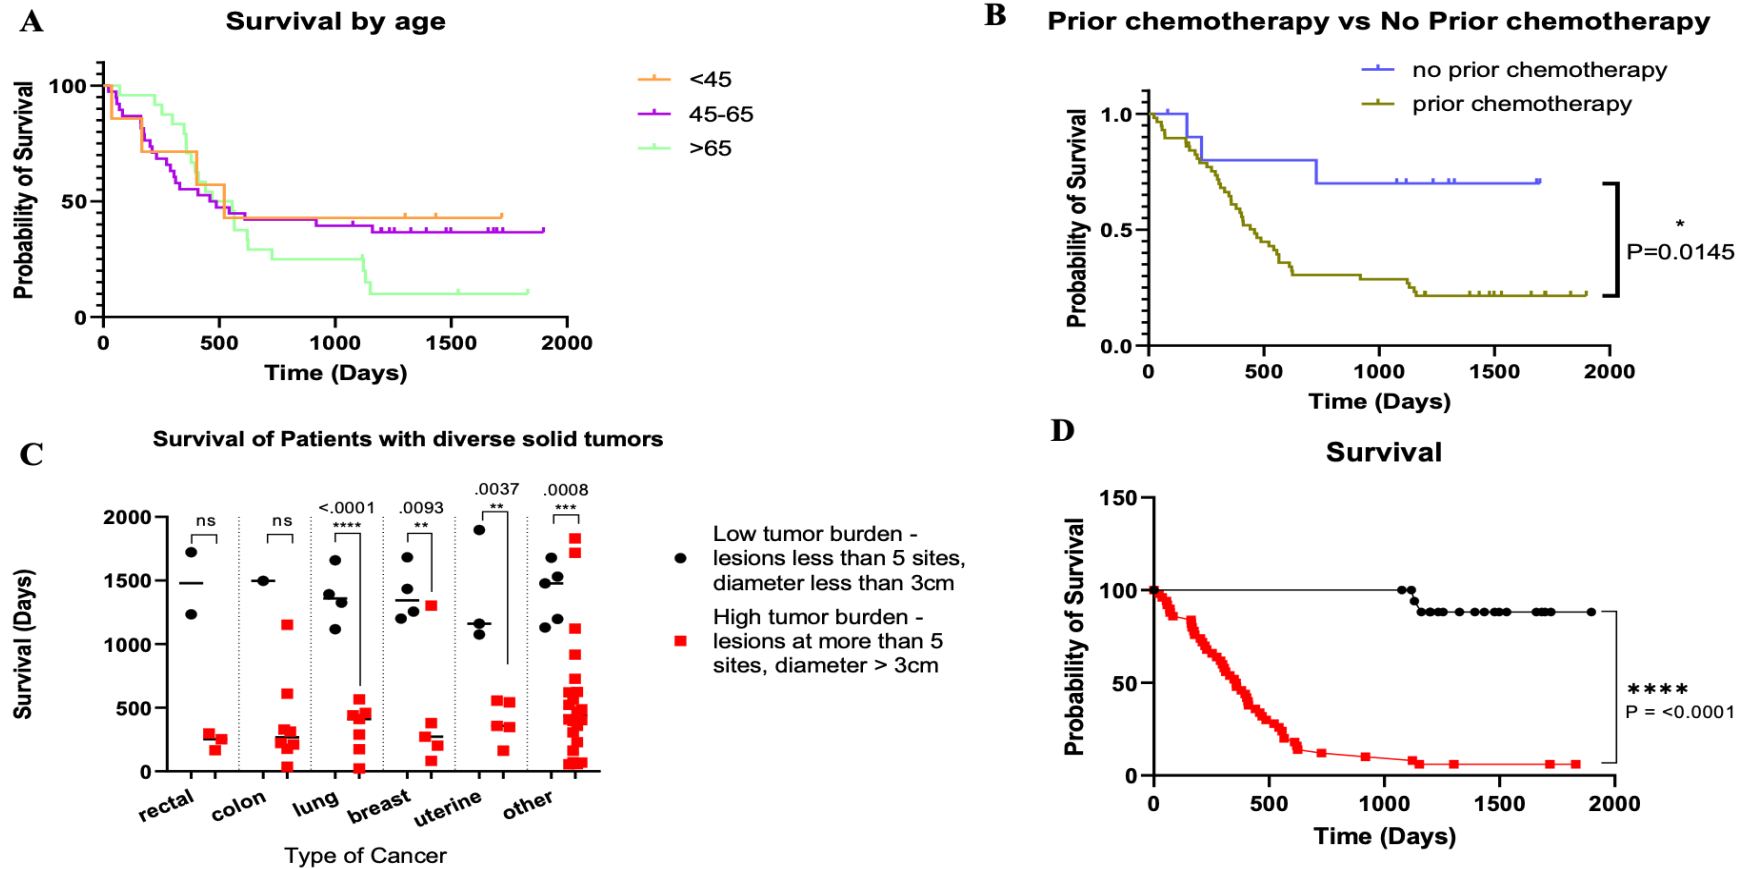 A
Survival by age
Probability of Survival
100
50
0
0 500 1000 1500 2000
Time (Days)
<45
45-65
>65
B
Prior chemotherapy vs No Prior chemotherapy
no prior chemotherapy
prior chemotherapy
Probability of Survival
1.0
0.5
0.0
0 500 1000 1500 2000
Time (Days)
*
P=0.0145
C
Survival of Patients with diverse solid tumors
Survival (Days)
2000
1500
1000
500
0
ns
ns
<.0001
****
.0093
**
.0037
**
.0008
***
rectal colon lung breast uterine other
Type of Cancer
Low tumor burden -
lesions less than 5 sites,
diameter less than 3cm
High tumor burden -
lesions at more than 5
sites, diameter > 3cm
D
Survival
Probability of Survival
150
100
50
0
0 500 1000 1500 2000
Time (Days)
****
P = <0.0001